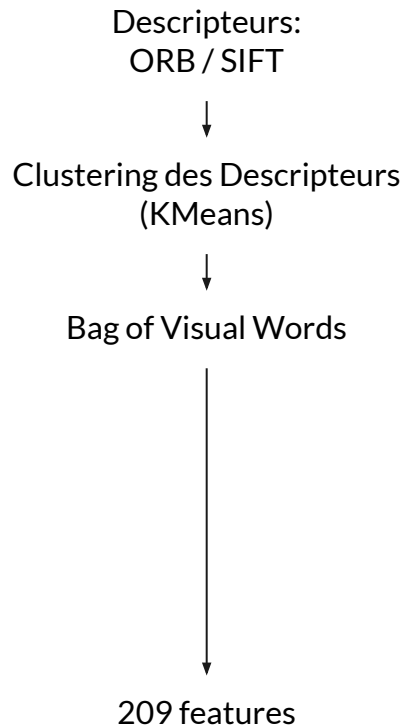 Descripteurs:
ORB / SIFT
Clustering des Descripteurs
(KMeans)
Bag of Visual Words
209 features